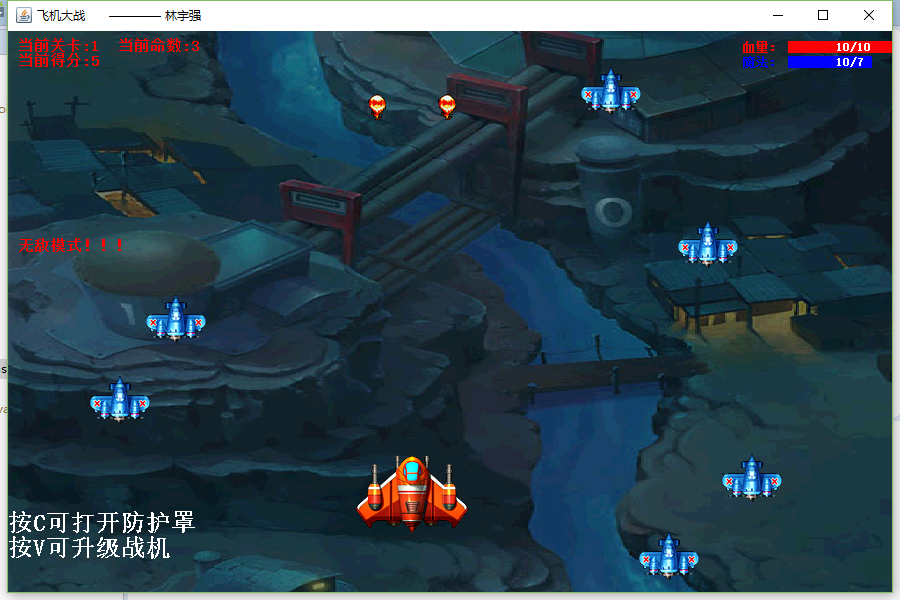 飞机大战 ———— 林宇强
当前关卡:1 当前命数:3
当前得分:5
血量: 10/10
10/7
无敌模式!!!
按C可打开防护罩
按V可升级战机